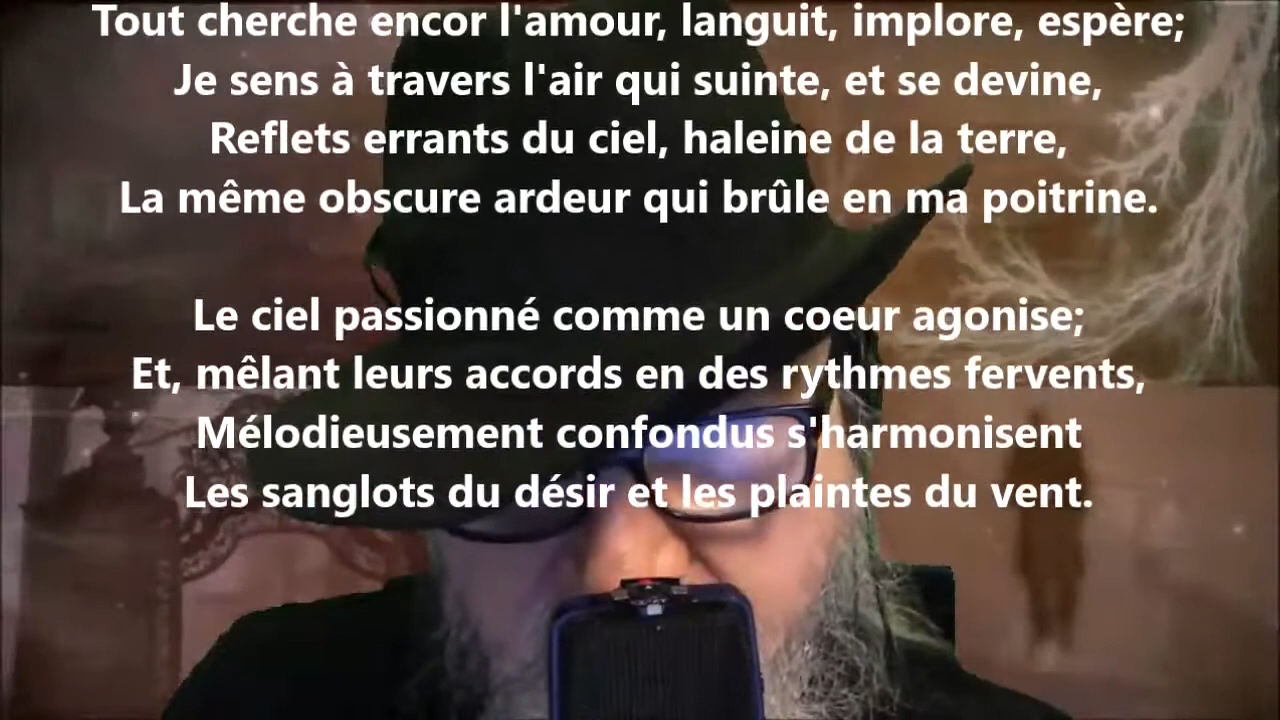 Tout cherche encor l'amour, languit, implore, espère;
Je sens à travers l'air qui suinte, et se devine,
Reflets errants du ciel, haleine de la terre,
La même obscure ardeur qui brûle en ma poitrine.
Le ciel passionné comme un coeur agonise;
Et, mêlant leurs accords en des rythmes fervents,
Mélodieusement confondus s'harmonisent
Les sanglots du désir et les plaintes du vent.